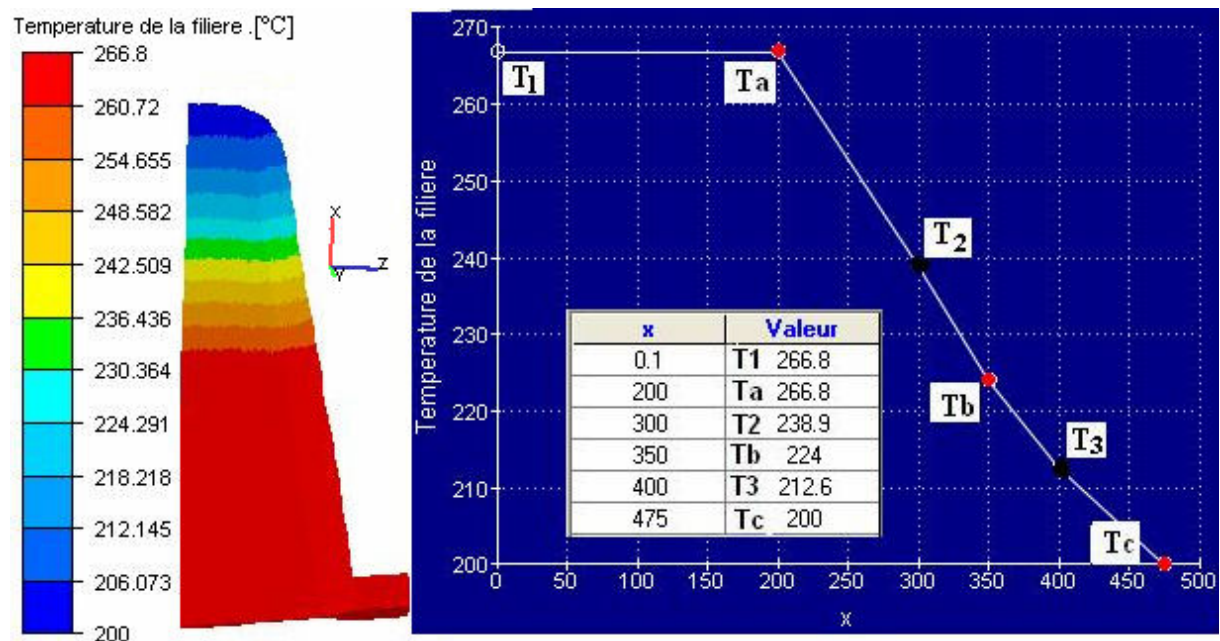 Temperature de la filiere .[°C]
266.8
260.72
254.655
248.582
242.509
236.436
230.364
224.291
218.218
212.145
206.073
200
X
Y
Z
Temperature de la filiere
270
260
250
240
230
220
210
200
T1
Ta
T2
Tb
T3
Tc
x Valeur
0.1 T1 266.8
200 Ta 266.8
300 T2 238.9
350 Tb 224
400 T3 212.6
475 Tc 200
0 50 100 150 200 250 300 350 400 450 500
X